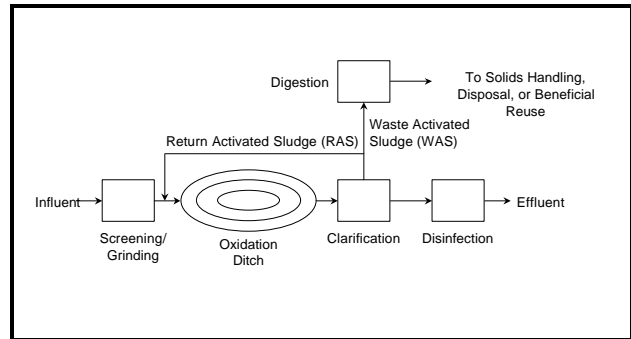 Digestion
To Solids Handling,
Disposal, or Beneficial
Reuse
Waste Activated
Sludge (WAS)
Return Activated Sludge (RAS)
Influent
Effluent
Screening/
Grinding
Oxidation
Ditch
Clarification
Disinfection